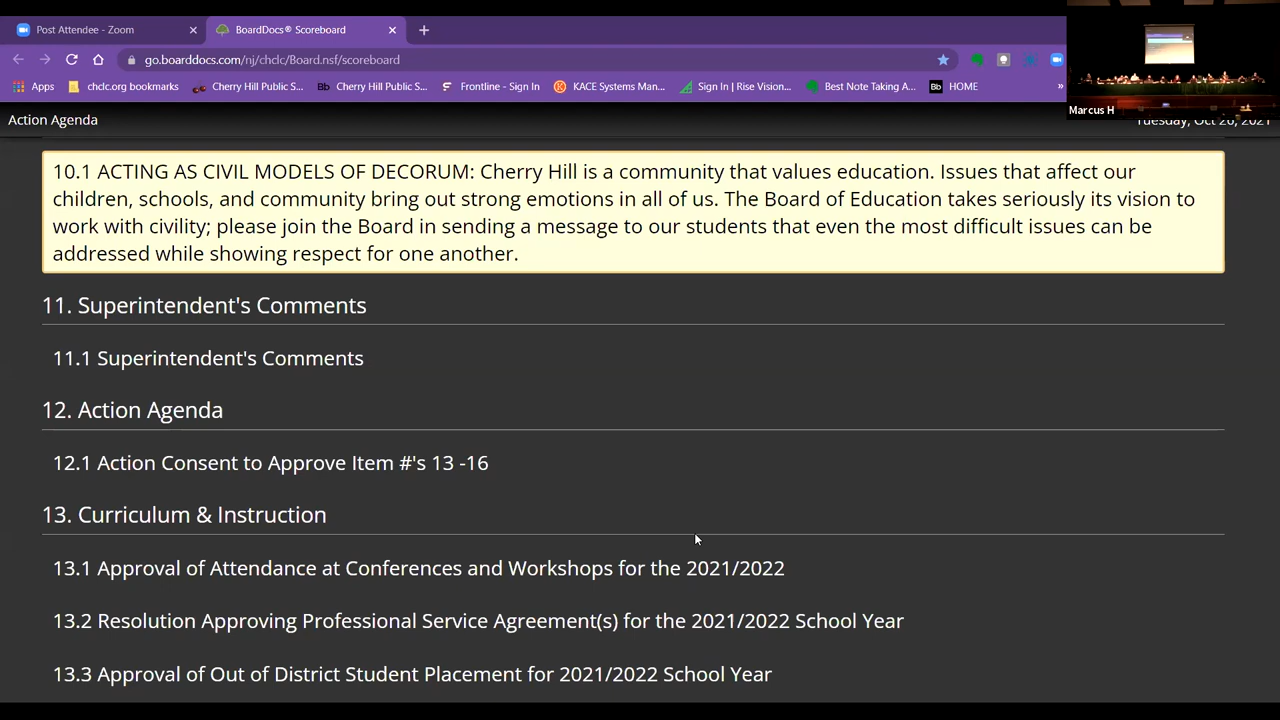 Post Attendee - Zoom
BoardDocs® Scoreboard
go.boarddocs.com/nj/chclc/Board.nsf/scoreboard
Apps
chclc.org bookmarks
Cherry Hill Public S...
Bb Cherry Hill Public S...
Frontline - Sign In
KACE Systems Man...
Sign In | Rise Vision...
Best Note Taking A...
Bb HOME
»
Marcus H
Action Agenda
Tuesday, Oct 26, 2021
10.1 ACTING AS CIVIL MODELS OF DECORUM: Cherry Hill is a community that values education. Issues that affect our
children, schools, and community bring out strong emotions in all of us. The Board of Education takes seriously its vision to
work with civility; please join the Board in sending a message to our students that even the most difficult issues can be
addressed while showing respect for one another.
11. Superintendent's Comments
11.1 Superintendent's Comments
12. Action Agenda
12.1 Action Consent to Approve Item #'s 13 -16
13. Curriculum & Instruction
13.1 Approval of Attendance at Conferences and Workshops for the 2021/2022
13.2 Resolution Approving Professional Service Agreement(s) for the 2021/2022 School Year
13.3 Approval of Out of District Student Placement for 2021/2022 School Year